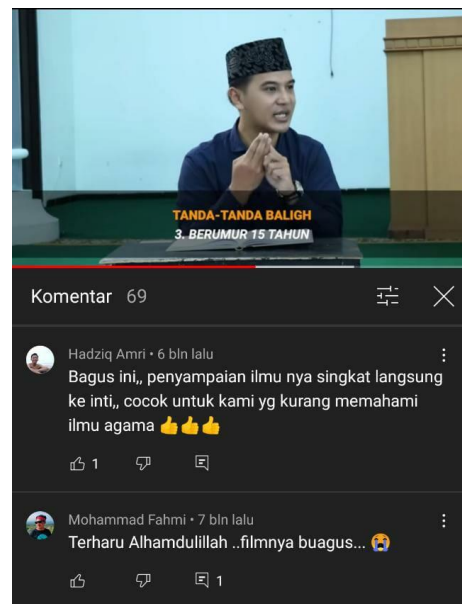 TANDA-TANDA BALIGH
3. BERUMUR 15 TAHUN
Komentar 69
Hadziq Amri • 6 bln lalu
Bagus ini,, penyampaian ilmu nya singkat langsung
ke inti,, cocok untuk kami yg kurang memahami
ilmu agama 👍👍👍
1
Mohammad Fahmi • 7 bln lalu
Terharu Alhamdulillah ..filmnya buagus... 😭
1